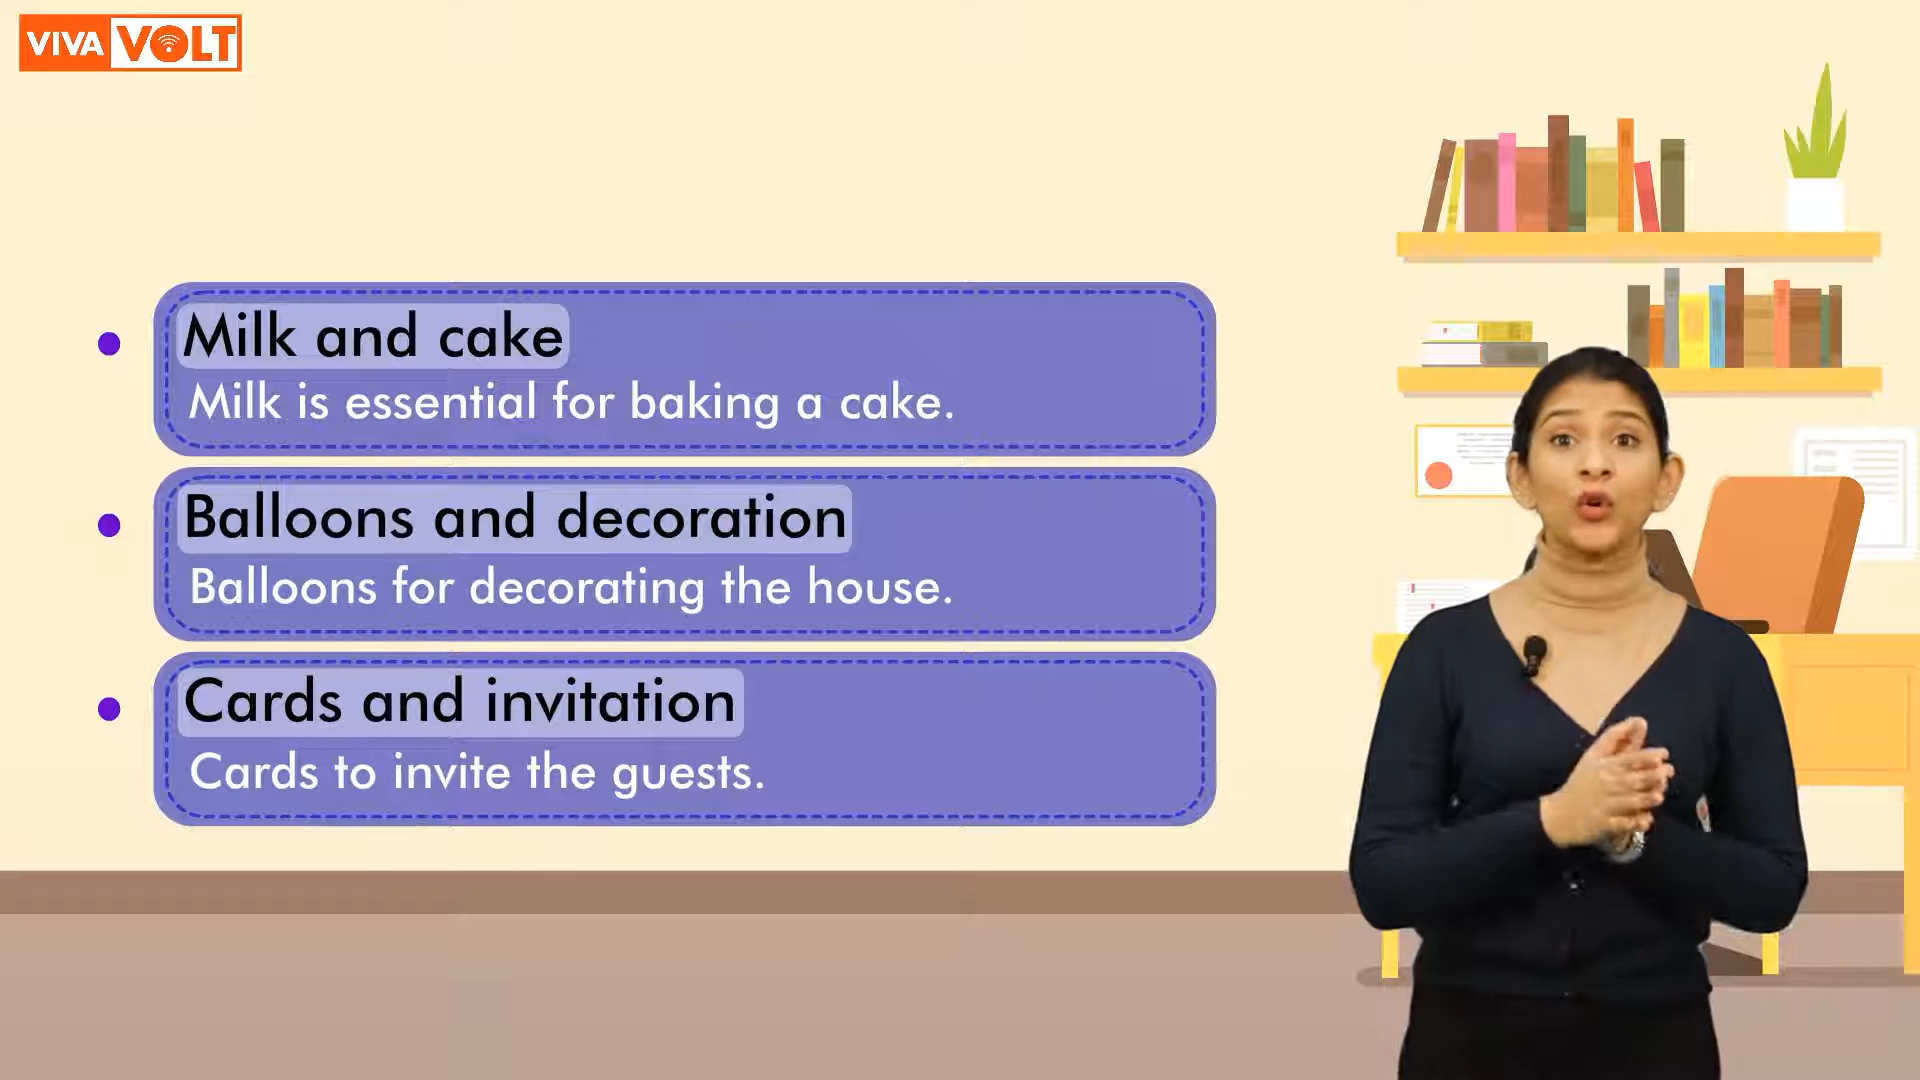 VIVA VOLT
Milk and cake
Milk is essential for baking a cake.
Balloons and decoration
Balloons for decorating the house.
Cards and invitation
Cards to invite the guests.